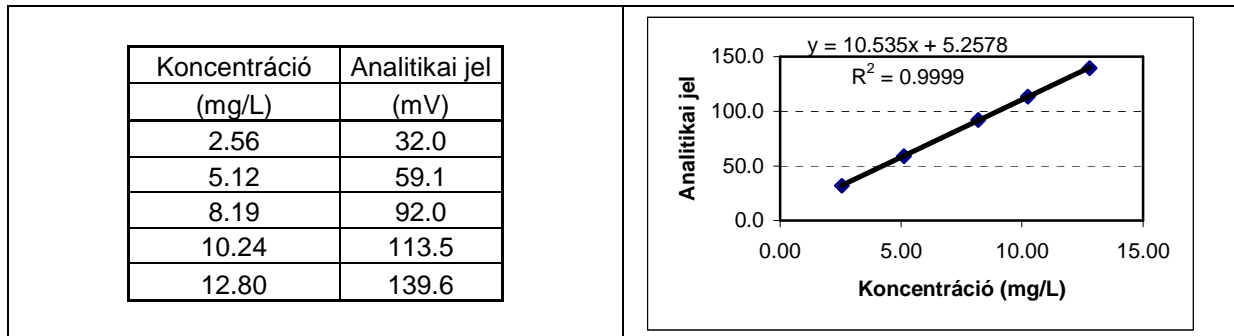 Koncentráció Analitikai jel
(mg/L) (mV)
2.56 32.0
5.12 59.1
8.19 92.0
10.24 113.5
12.80 139.6
y = 10.535x + 5.2578
R² = 0.9999
150.0
100.0
50.0
0.0
0.00 5.00 10.00 15.00
Analitikai jel
Koncentráció (mg/L)